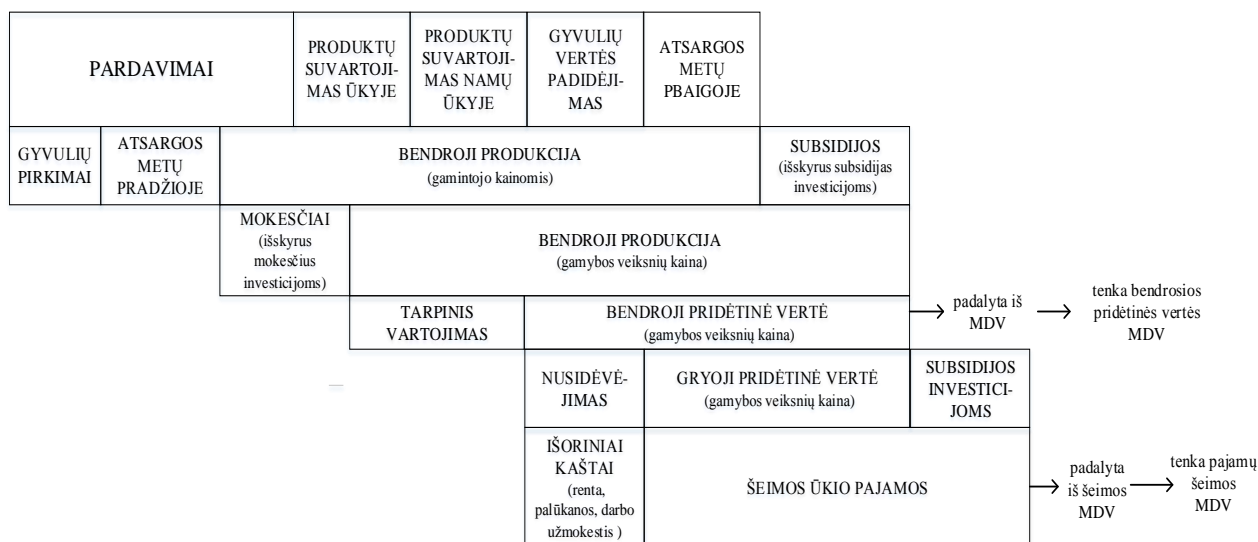 PARDAVIMAI
PRODUKTŲ
SUVARTOJI-
MAS ŪKYJE
PRODUKTŲ
SUVARTOJI-
MAS NAMŲ
ŪKYJE
GYVULIŲ
VERTĖS
PADIDĖJI-
MAS
ATSARGOS
METŲ
PBAIGOJE
GYVULIŲ
PIRKIMAI
ATSARGOS
METŲ
PRADŽIOJE
BENDROJI PRODUKCIJA
(gamintojo kainomis)
SUBSIDIJOS
(išskyrus subsidijas
investicijoms)
MOKESČIAI
(išskyrus
mokesčius
investicijoms)
BENDROJI PRODUKCIJA
(gamybos veiksnių kaina)
TARPINIS
VARTOJIMAS
BENDROJI PRIDĖTINĖ VERTĖ
(gamybos veiksnių kaina)
padalyta iš
MDV
tenka bendrosios
pridėtinės vertės
MDV
NUSIDĖVĖ-
JIMAS
GRYOJI PRIDĖTINĖ VERTĖ
(gamybos veiksnių kaina)
SUBSIDIJOS
INVESTICI-
JOMS
IŠORINIAI
KAŠTAI
(renta,
palūkanos, darbo
užmokestis )
ŠEIMOS ŪKIO PAJAMOS
padalyta
iš šeimos
MDV
tenka pajamų
šeimos
MDV